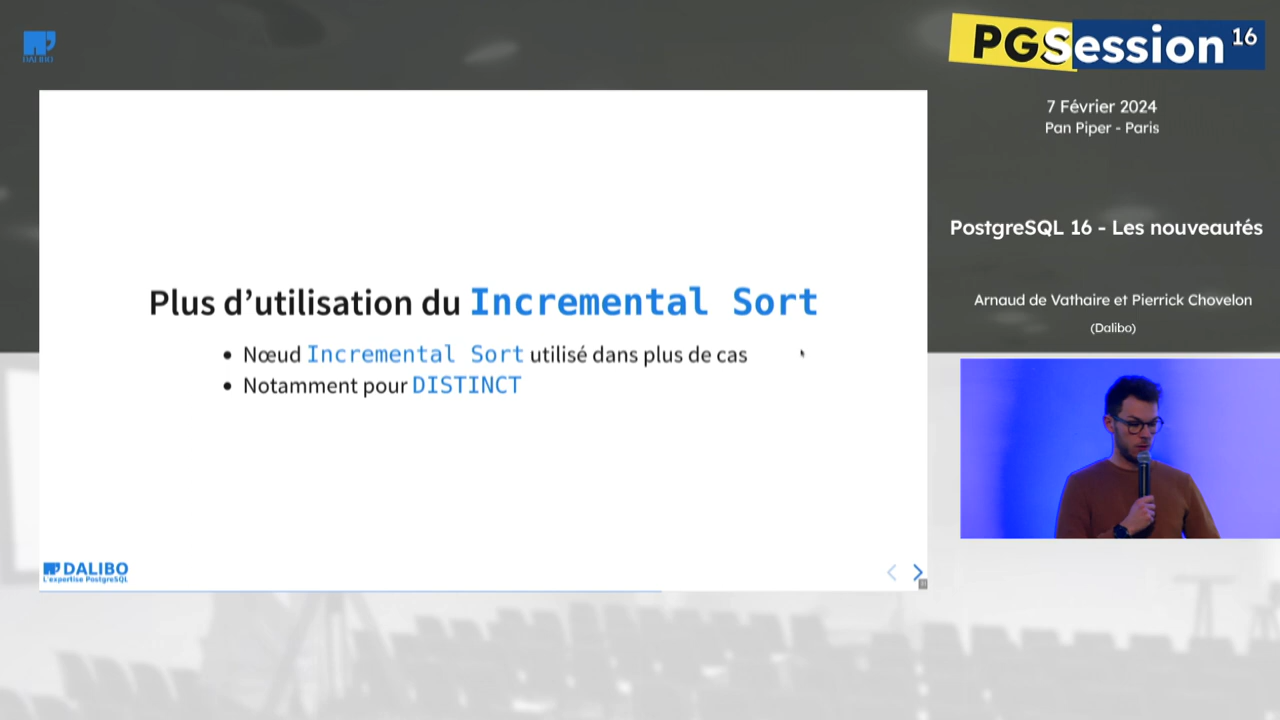 DALIBO
PGSession 16
7 Février 2024
Pan Piper - Paris
PostgreSQL 16 - Les nouveautés
Arnaud de Vathaire et Pierrick Chovelon
(Dalibo)
Plus d’utilisation du Incremental Sort
• Nœud Incremental Sort utilisé dans plus de cas
• Notamment pour DISTINCT
DALIBO
L'expertise PostgreSQL